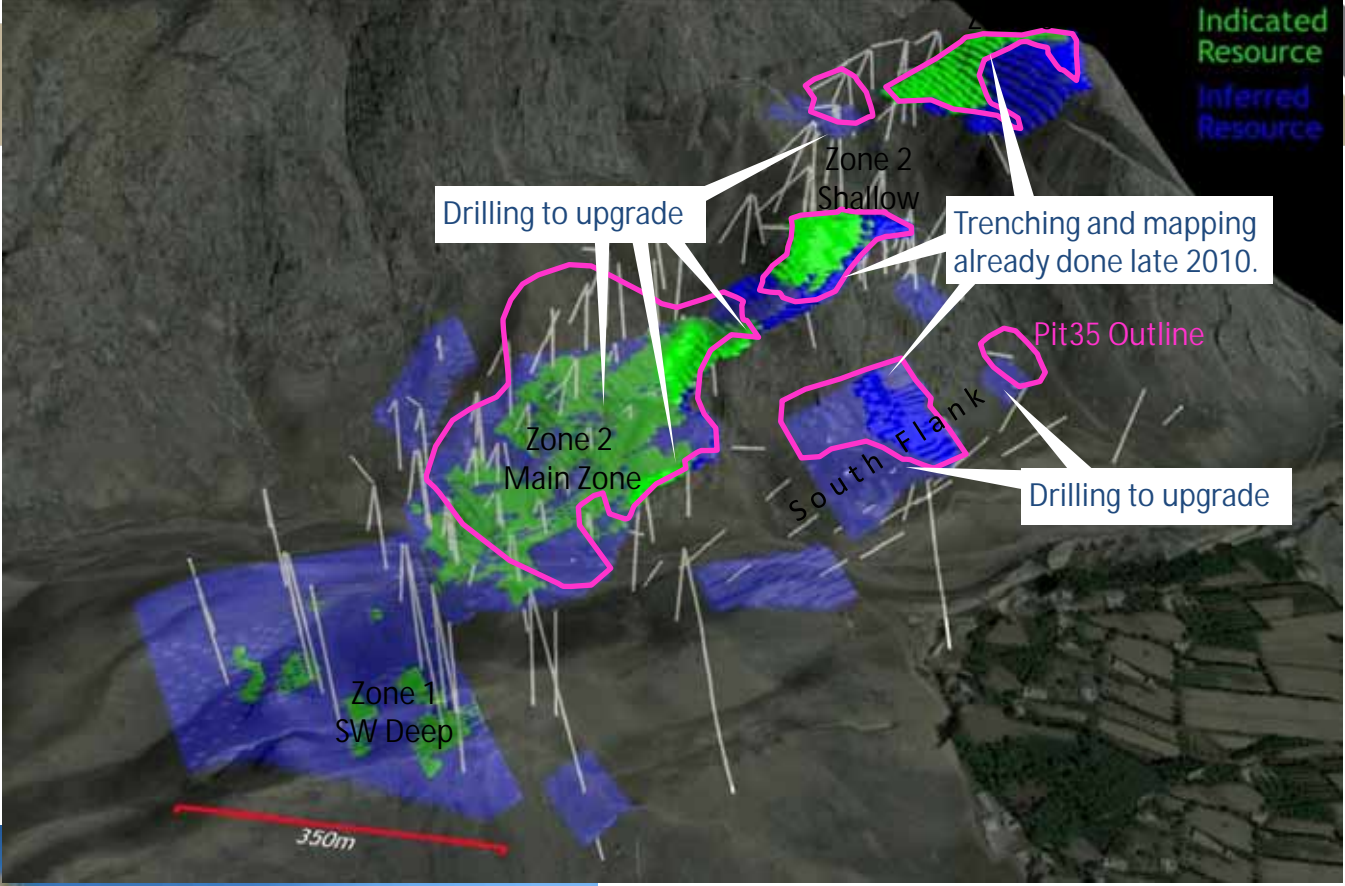 Indicated
Resource
Inferred
Resource
Zone 2
Shallow
Drilling to upgrade
Trenching and mapping
already done late 2010.
Pit35 Outline
South Flank
Zone 2
Main Zone
Drilling to upgrade
Zone 1
SW Deep
350m